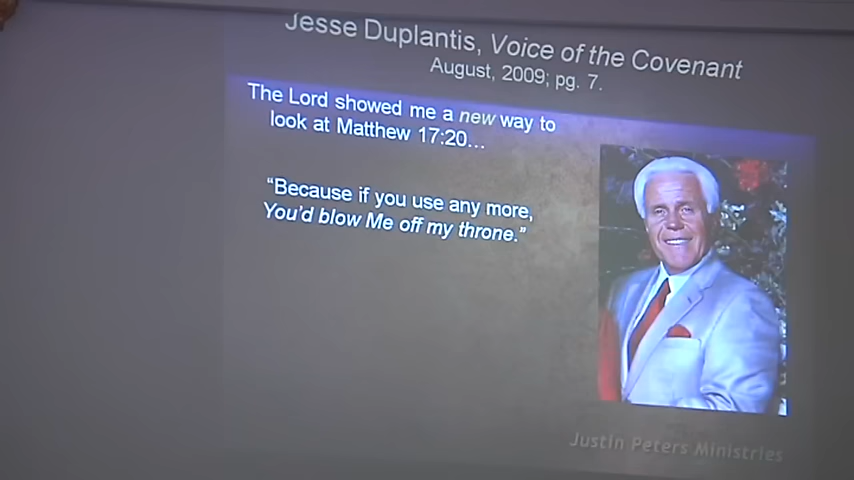 Jesse Duplantis, Voice of the Covenant
August, 2009; pg. 7.
The Lord showed me a new way to
look at Matthew 17:20...
“Because if you use any more,
You'd blow Me off my throne.”
Justin Peters Ministries